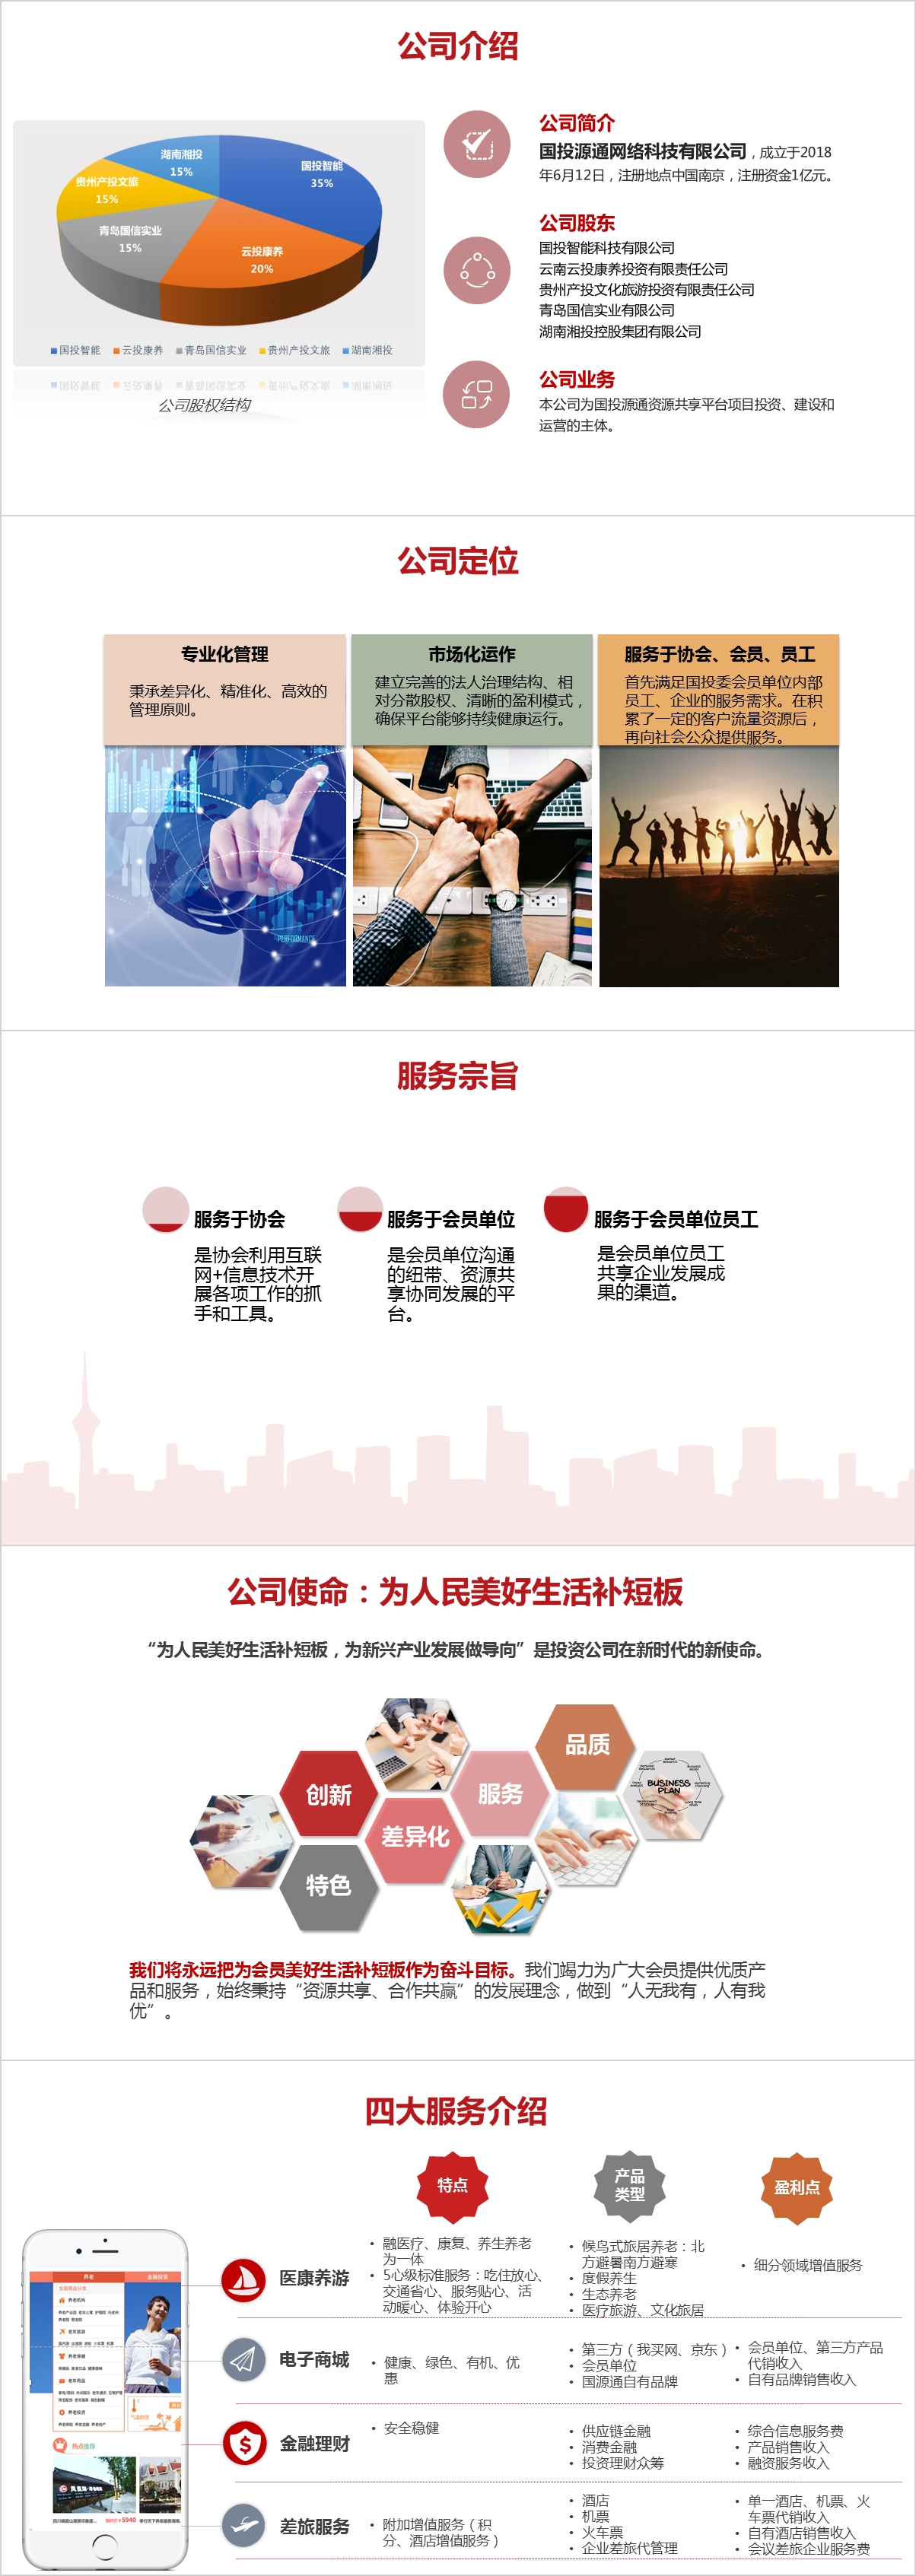 公司介绍
湖南湘投
15%
国投智能
35%
贵州产投文旅
15%
青岛国信实业
15%
云投康养
20%
国投智能 云投康养 青岛国信实业 贵州产投文旅 湖南湘投
公司股权结构
公司简介
国投源通网络科技有限公司，成立于2018
年6月12日，注册地点中国南京，注册资金1亿元。
公司股东
国投智能科技有限公司
云南云投康养投资有限责任公司
贵州产投文化旅游投资有限责任公司
青岛国信实业有限公司
湖南湘投控股集团有限公司
公司业务
本公司为国投源通资源共享平台项目投资、建设和
运营的主体。
公司定位
专业化管理
秉承差异化、精准化、高效的
管理原则。
市场化运作
建立完善的法人治理结构、相
对分散股权、清晰的盈利模式，
确保平台能够持续健康运行。
服务于协会、会员、员工
首先满足国投委会员单位内部
员工、企业的服务需求。在积
累了一定的客户流量资源后，
再向社会公众提供服务。
PERFORMANCE
服务宗旨
服务于协会
是协会利用互联
网+信息技术开
展各项工作的抓
手和工具。
服务于会员单位
是会员单位沟通
的纽带、资源共
享协同发展的平
台。
服务于会员单位员工
是会员单位员工
共享企业发展成
果的渠道。
公司使命：为人民美好生活补短板
“为人民美好生活补短板，为新兴产业发展做导向”是投资公司在新时代的新使命。
品质
创新
服务
BUSINESS
PLAN
差异化
特色
我们将永远把为会员美好生活补短板作为奋斗目标。我们竭力为广大会员提供优质产
品和服务，始终秉持“资源共享、合作共赢”的发展理念，做到“人无我有，人有我
优”。
四大服务介绍
特点
产品
类型
盈利点
医康养游
• 融医疗、康复、养生养老
为一体
• 5心级标准服务：吃住放心、
交通省心、服务贴心、活
动暖心、体验开心
• 候鸟式旅居养老：北
方避暑南方避寒
• 度假养生
• 生态养老
• 医疗旅游、文化旅居
• 细分领域增值服务
电子商城
• 健康、绿色、有机、优
惠
• 第三方（我买网、京东）
• 会员单位
• 国源通自有品牌
• 会员单位、第三方产品
代销收入
• 自有品牌销售收入
金融理财
• 安全稳健
• 供应链金融
• 消费金融
• 投资理财众筹
• 综合信息服务费
• 产品销售收入
• 融资服务收入
差旅服务
• 附加增值服务（积
分、酒店增值服务）
• 酒店
• 机票
• 火车票
• 企业差旅代管理
• 单一酒店、机票、火
车票代销收入
• 自有酒店销售收入
• 会议差旅企业服务费
养老
金融投资
养老机构
老年旅游
养老保健
老年用品
养老投资
热点推荐